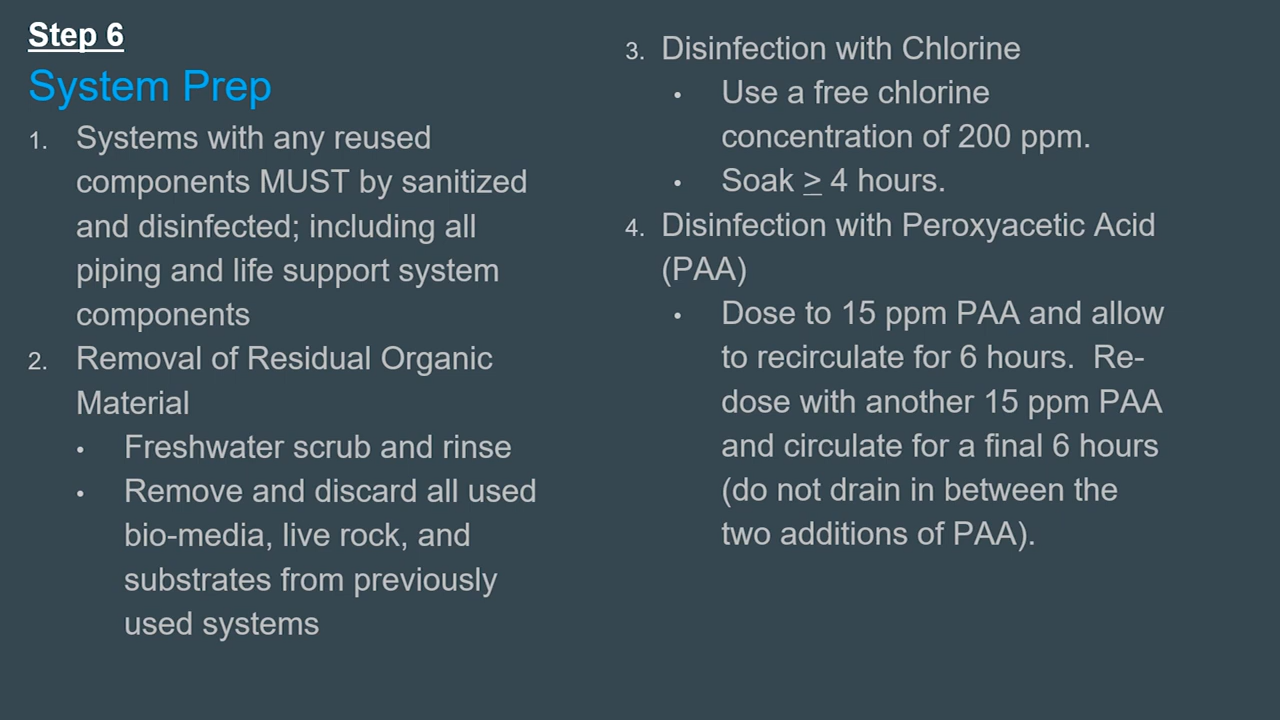 Step 6
System Prep
1. Systems with any reused
components MUST by sanitized
and disinfected; including all
piping and life support system
components
2. Removal of Residual Organic
Material
• Freshwater scrub and rinse
• Remove and discard all used
bio-media, live rock, and
substrates from previously
used systems
3. Disinfection with Chlorine
• Use a free chlorine
concentration of 200 ppm.
• Soak ≥ 4 hours.
4. Disinfection with Peroxyacetic Acid
(PAA)
• Dose to 15 ppm PAA and allow
to recirculate for 6 hours.  Re-
dose with another 15 ppm PAA
and circulate for a final 6 hours
(do not drain in between the
two additions of PAA).